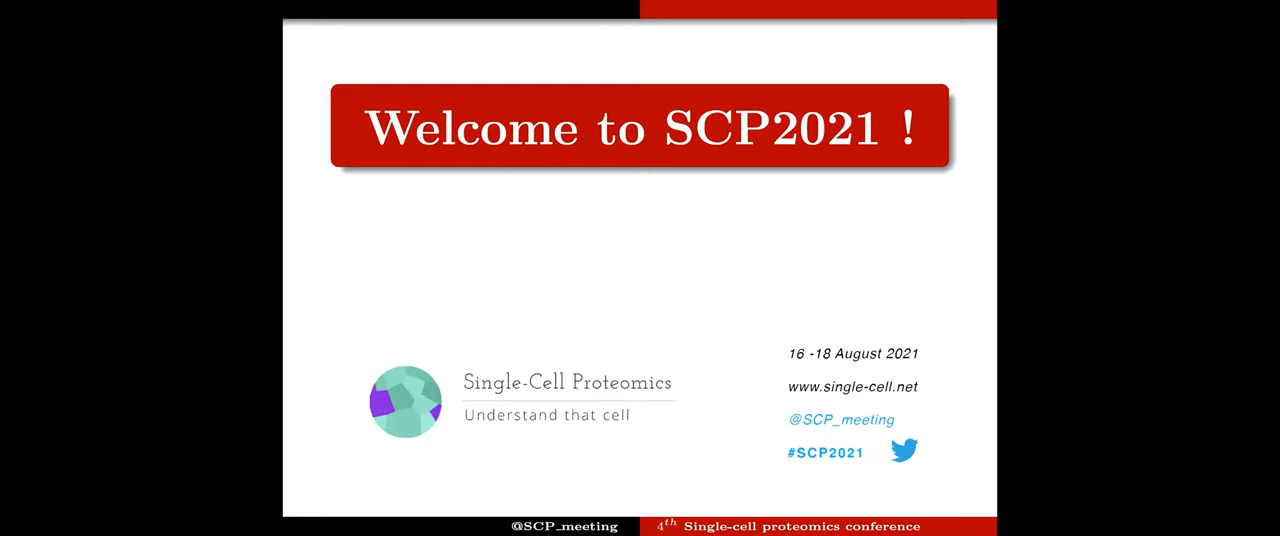 Welcome to SCP2021 !
Single-Cell Proteomics
Understand that cell
16 -18 August 2021
www.single-cell.net
@SCP_meeting
#SCP2021
@SCP_meeting
4th Single-cell proteomics conference